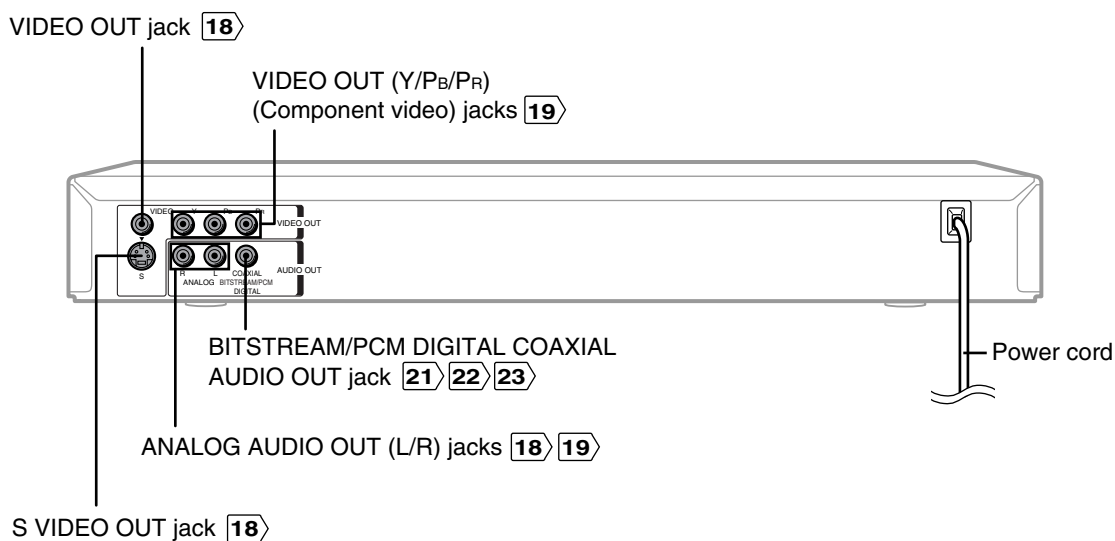 VIDEO OUT jack 18
VIDEO OUT (Y/PB/PR)
(Component video) jacks 19
VIDEO Y PB PR
VIDEO OUT
S
R L COAXIAL
AUDIO OUT
ANALOG BITSTREAM/PCM
DIGITAL
BITSTREAM/PCM DIGITAL COAXIAL
AUDIO OUT jack 21 22 23
Power cord
ANALOG AUDIO OUT (L/R) jacks 18 19
S VIDEO OUT jack 18